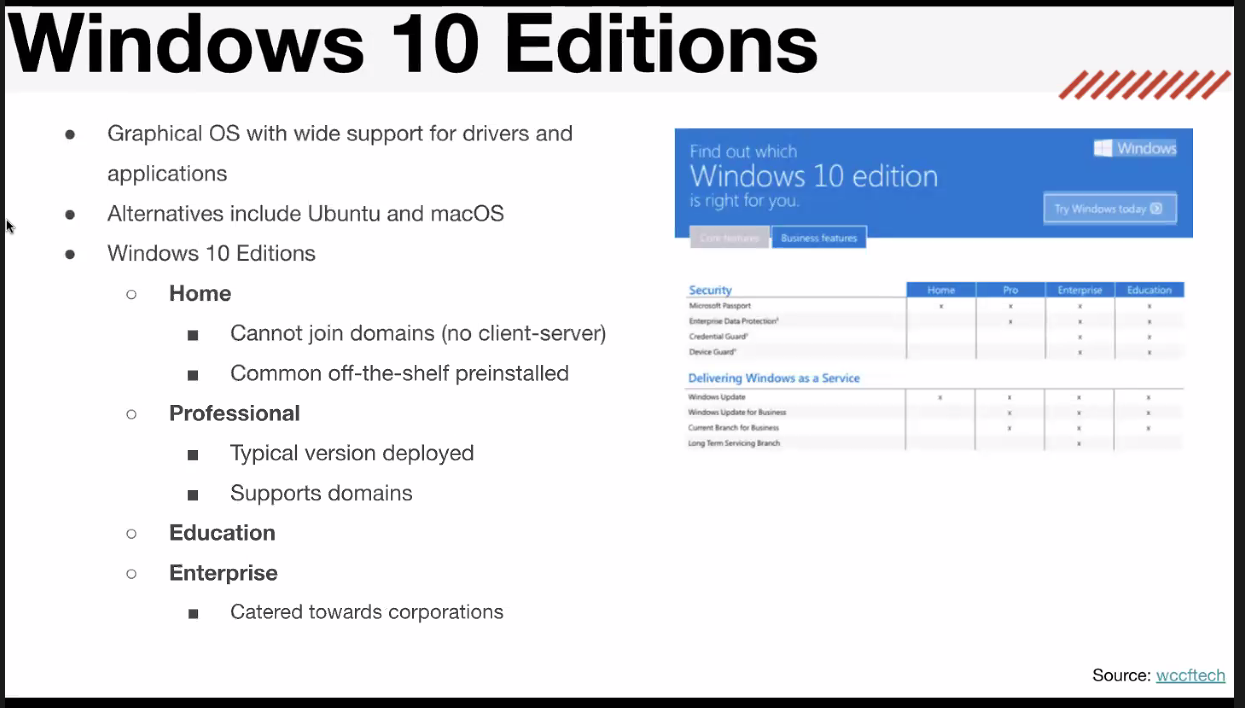 Windows 10 Editions
● Graphical OS with wide support for drivers and
applications
● Alternatives include Ubuntu and macOS
● Windows 10 Editions
○ Home
■ Cannot join domains (no client-server)
■ Common off-the-shelf preinstalled
○ Professional
■ Typical version deployed
■ Supports domains
○ Education
○ Enterprise
■ Catered towards corporations
Find out which
Windows 10 edition
is right for you.
Windows
Try Windows today
Core features Business features
Security Home Pro Enterprise Education
Microsoft Passport x x x x
Enterprise Data Protection x x x
Credential Guard x x
Device Guard x x
Delivering Windows as a Service
Windows Update x x x x
Windows Update for Business x x x
Current Branch for Business x x x
Long Term Servicing Branch x
Source: wccftech